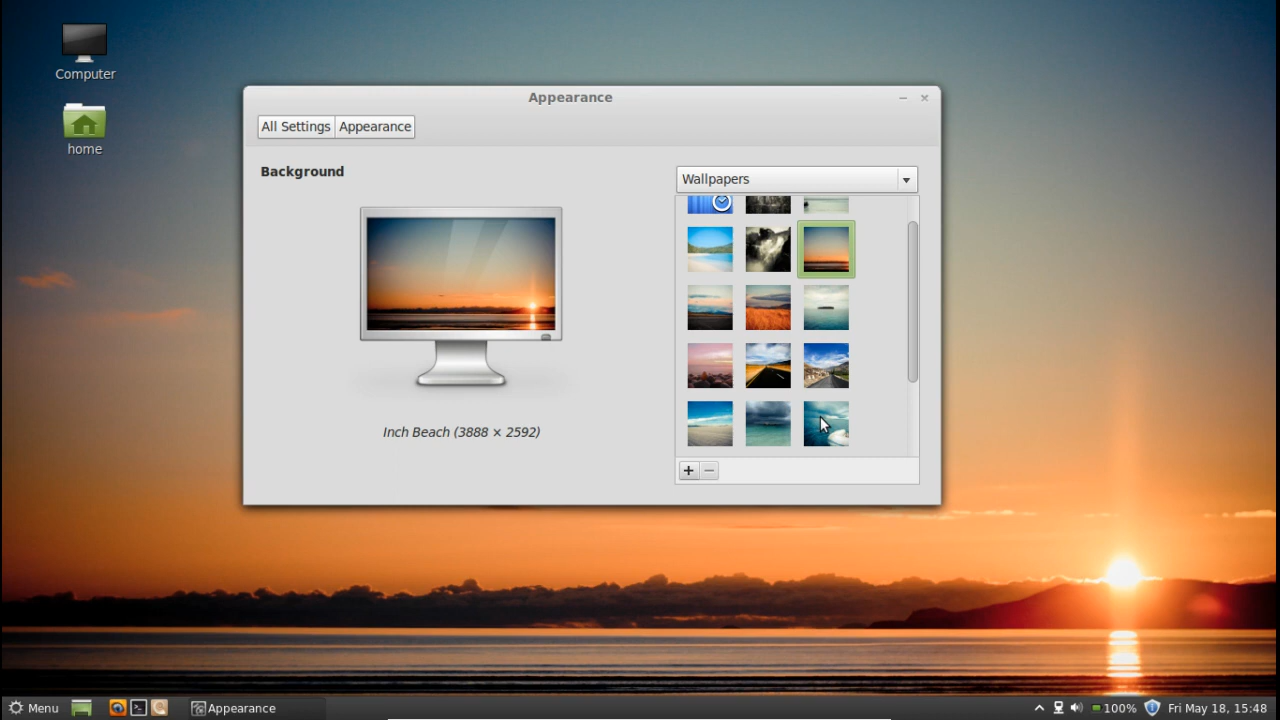 Computer
home
Appearance
All Settings Appearance
Background
Wallpapers
Inch Beach (3888 × 2592)
Menu Appearance 100% Fri May 18, 15:48